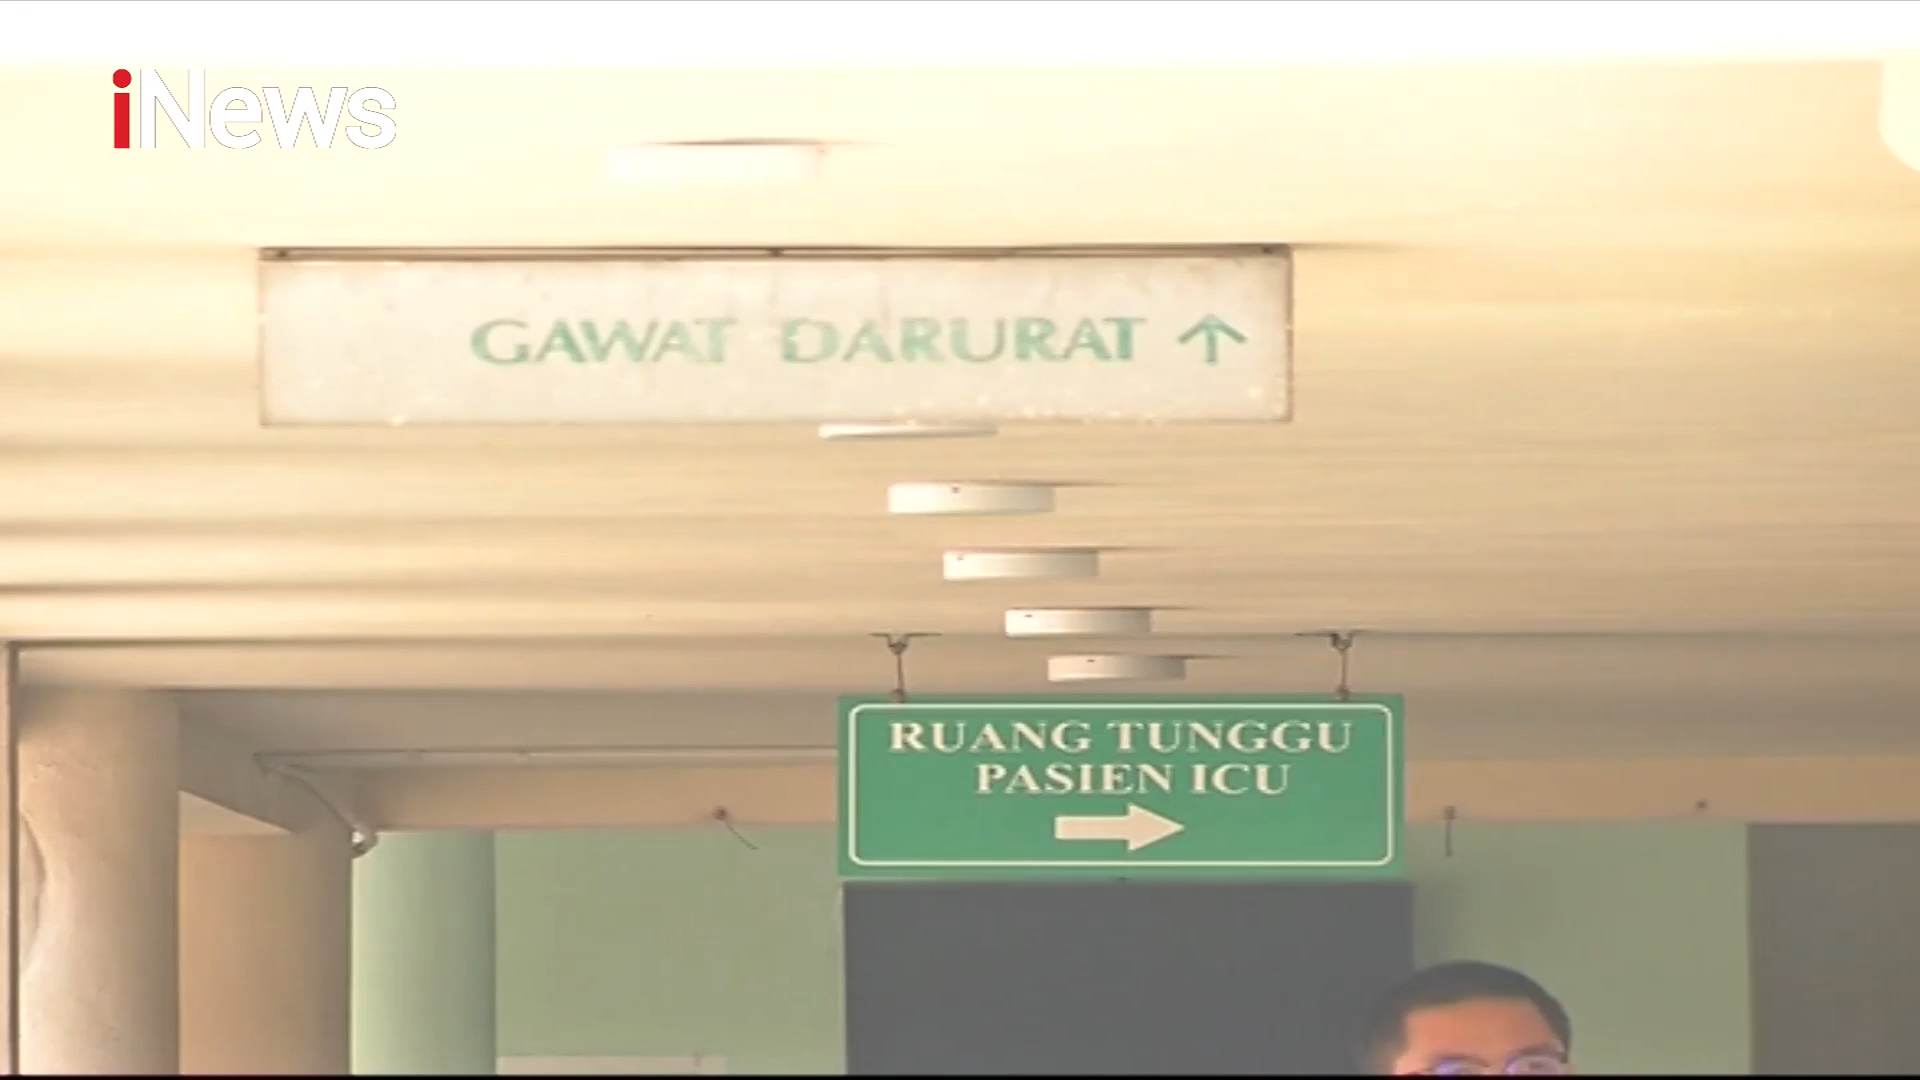 iNews
GAWAT DARURAT ↑
RUANG TUNGGU
PASIEN ICU
→